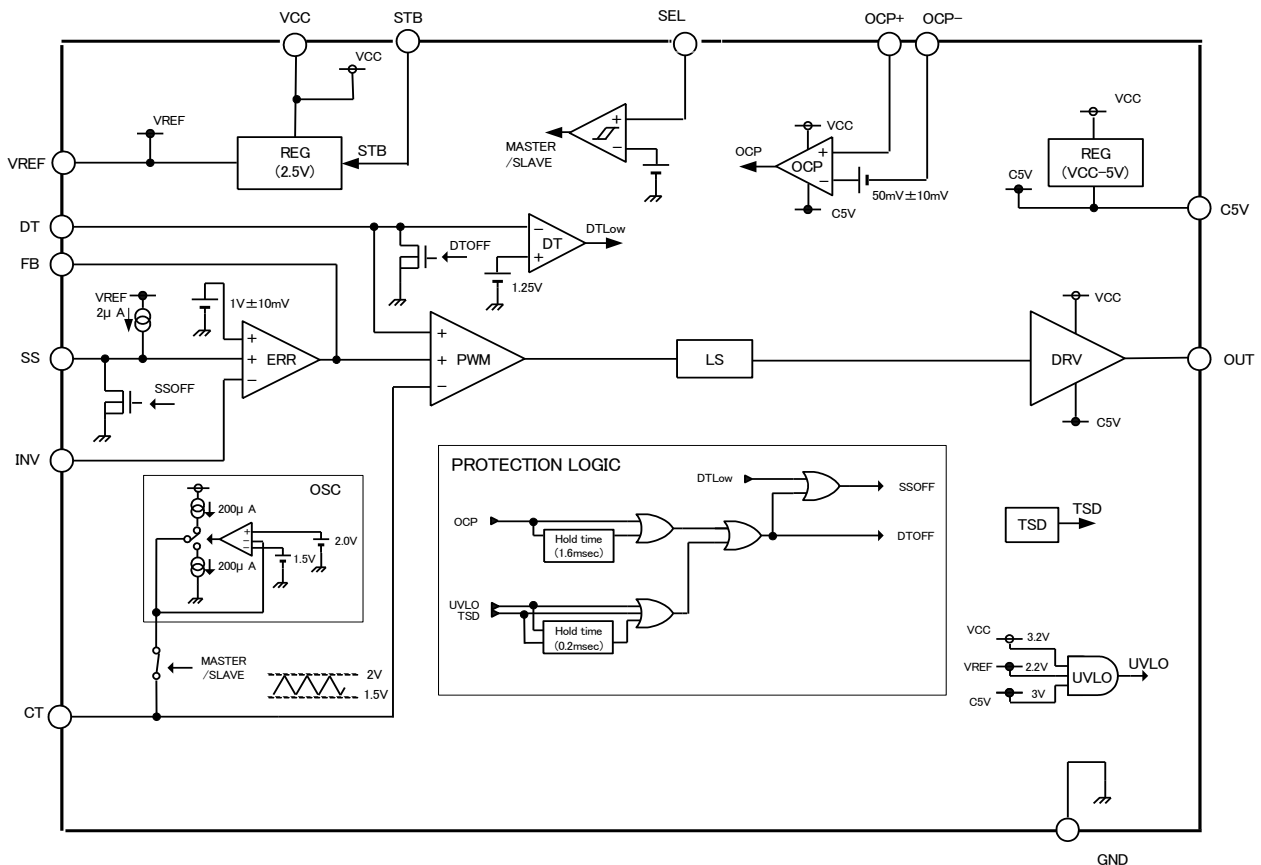 VCC
STB
SEL
OCP+ OCP-
VCC
VREF
VREF
REG
(2.5V)
STB
MASTER
/SLAVE
+
-
OCP
VCC
OCP
+
-
C5V
50mV±10mV
VCC
REG
(VCC-5V)
C5V
C5V
DT
FB
DTOFF
-
DT
+
DTLow
1.25V
VREF
2μ A
1V±10mV
SS
SSOFF
+
+
-
ERR
+
+
-
PWM
LS
VCC
DRV
C5V
OUT
INV
OSC
200μ A
200μ A
+
-
-
2.0V
1.5V
PROTECTION LOGIC
DTLow
SSOFF
OCP
Hold time
(1.6msec)
DTOFF
UVLO
TSD
Hold time
(0.2msec)
TSD
TSD
MASTER
/SLAVE
2V
1.5V
VCC
3.2V
VREF
2.2V
C5V
3V
UVLO
UVLO
CT
GND